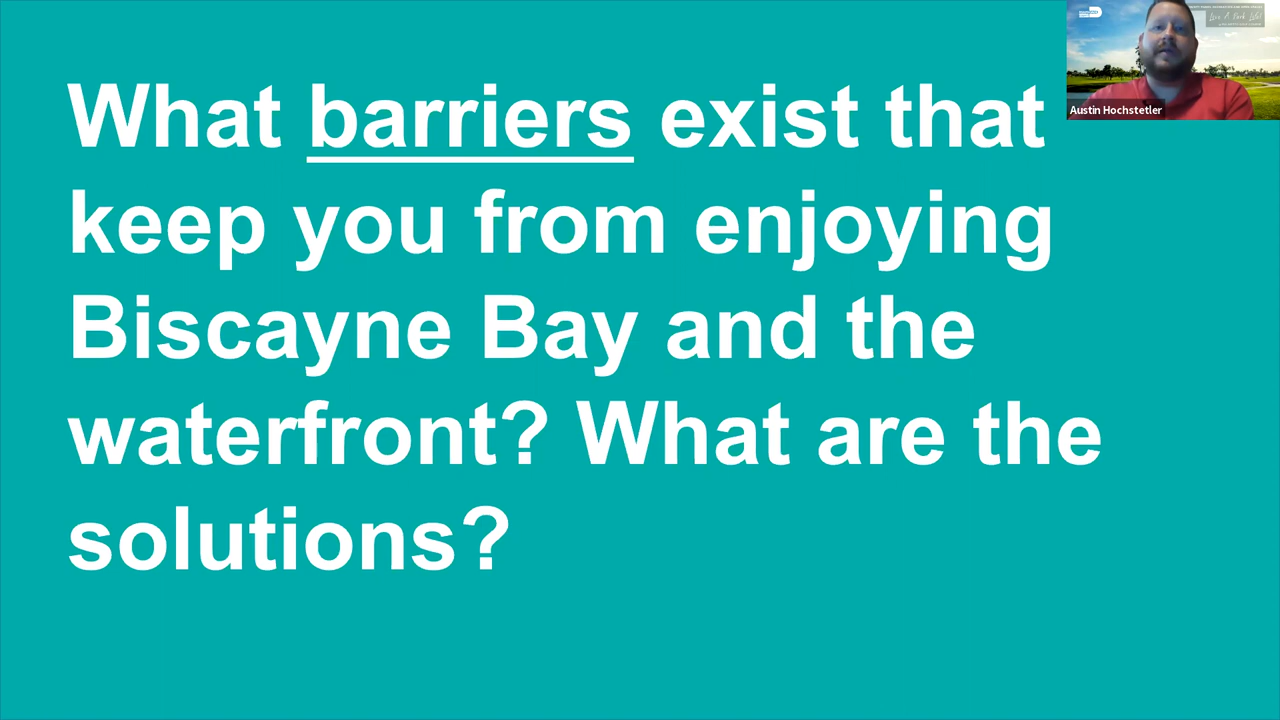 What barriers exist that
keep you from enjoying
Biscayne Bay and the
waterfront? What are the
solutions?
Austin Hochstetler